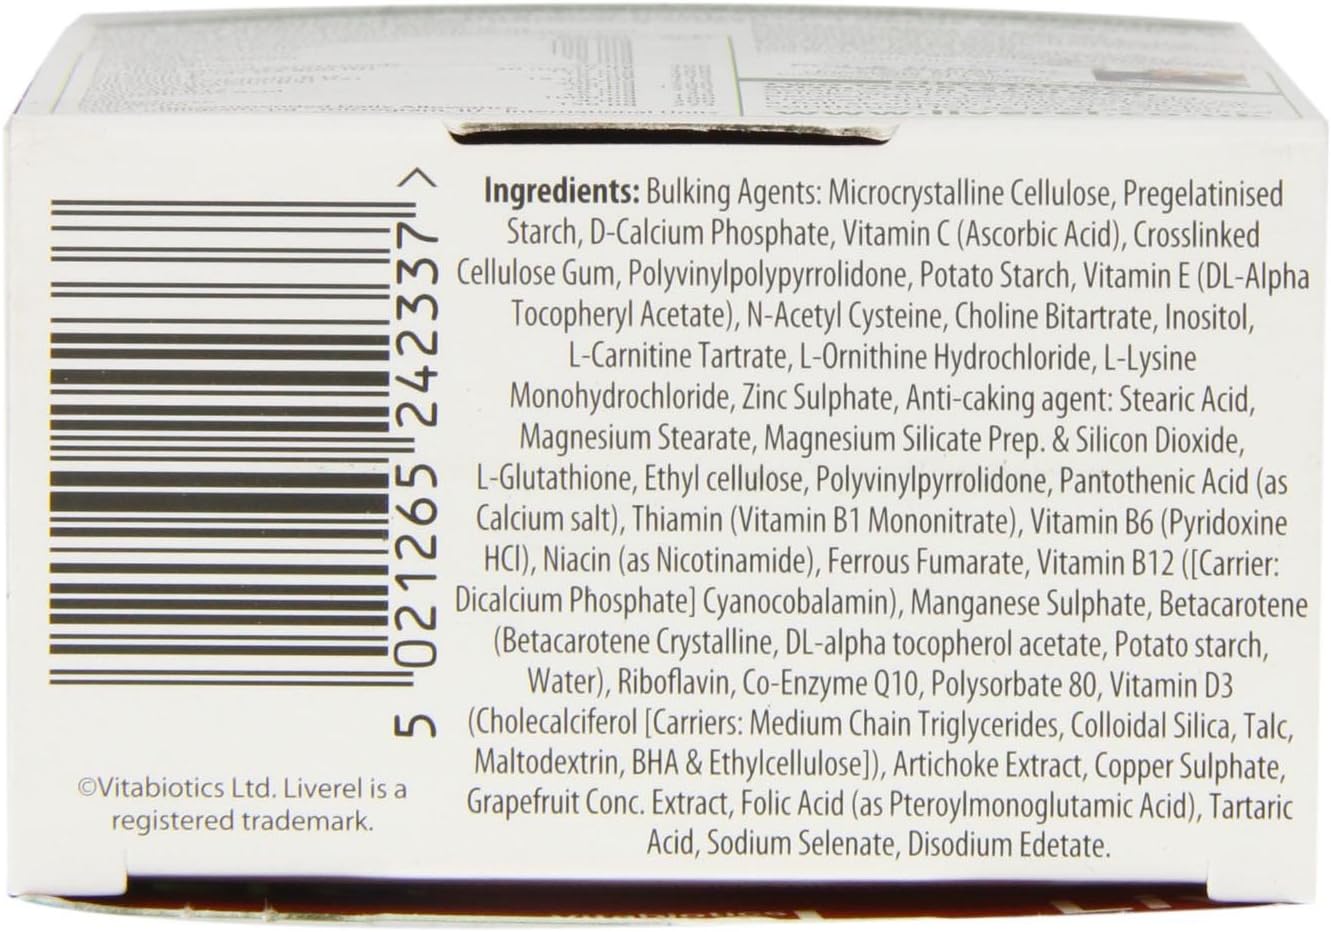 Ingredients: Bulking Agents: Microcrystalline Cellulose, Pregelatinised
Starch, D-Calcium Phosphate, Vitamin C (Ascorbic Acid), Crosslinked
Cellulose Gum, Polyvinylpolypyrrolidone, Potato Starch, Vitamin E (DL-Alpha
Tocopheryl Acetate), N-Acetyl Cysteine, Choline Bitartrate, Inositol,
L-Carnitine Tartrate, L-Ornithine Hydrochloride, L-Lysine
Monohydrochloride, Zinc Sulphate, Anti-caking agent: Stearic Acid,
Magnesium Stearate, Magnesium Silicate Prep. & Silicon Dioxide,
L-Glutathione, Ethyl cellulose, Polyvinylpyrrolidone, Pantothenic Acid (as
Calcium salt), Thiamin (Vitamin B1 Mononitrate), Vitamin B6 (Pyridoxine
HCl), Niacin (as Nicotinamide), Ferrous Fumarate, Vitamin B12 ([Carrier:
Dicalcium Phosphate] Cyanocobalamin), Manganese Sulphate, Betacarotene
(Betacarotene Crystalline, DL-alpha tocopherol acetate, Potato starch,
Water), Riboflavin, Co-Enzyme Q10, Polysorbate 80, Vitamin D3
(Cholecalciferol [Carriers: Medium Chain Triglycerides, Colloidal Silica, Talc,
Maltodextrin, BHA & Ethylcellulose]), Artichoke Extract, Copper Sulphate,
Grapefruit Conc. Extract, Folic Acid (as Pteroylmonoglutamic Acid), Tartaric
Acid, Sodium Selenate, Disodium Edetate.
5 021265 242337 >
©Vitabiotics Ltd. Liverel is a
registered trademark.